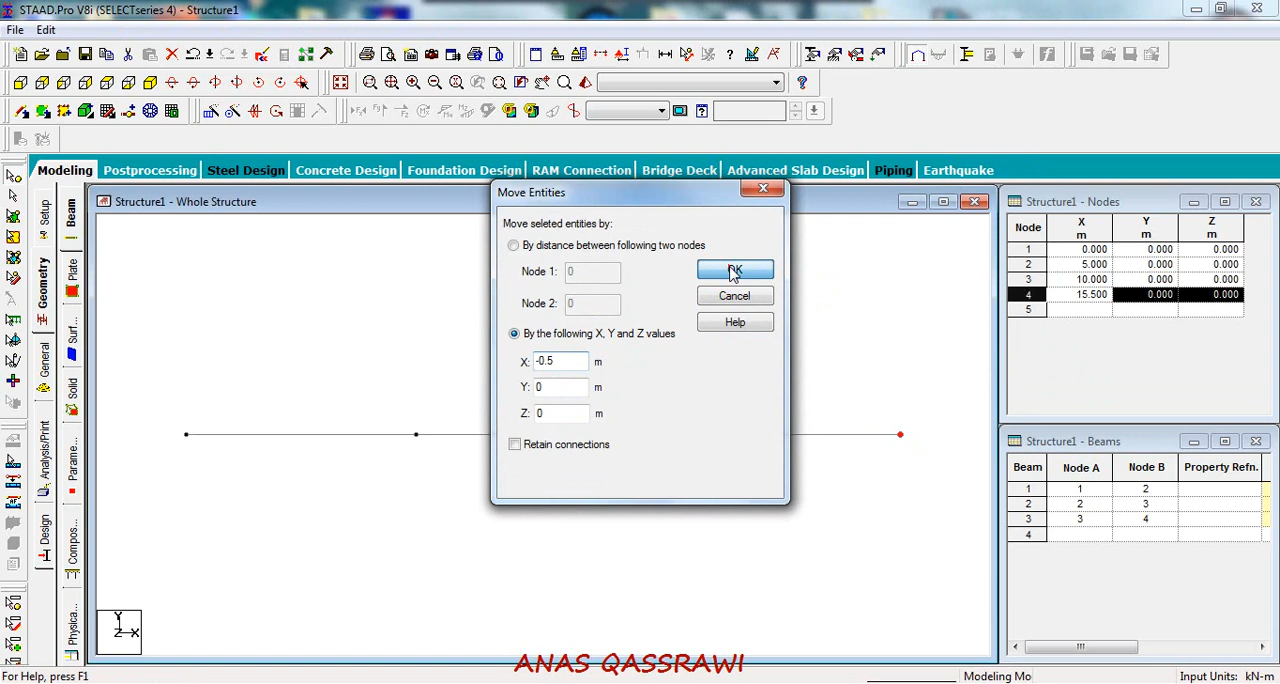 STAAD.Pro V8i (SELECTseries 4) - Structure1
File Edit
Modeling Postprocessing Steel Design Concrete Design Foundation Design RAM Connection Bridge Deck Advanced Slab Design Piping Earthquake
Setup
Geometry
General
Analysis/Print
Design
Beam
Plate
Surf...
Solid
Parame...
Compos...
Physica...
Structure1 - Whole Structure
Move Entities
Move seleted entities by:
By distance between following two nodes
Node 1: 0
OK
Cancel
Node 2: 0
Help
By the following X, Y and Z values
X: -0.5 m
Y: 0 m
Z: 0 m
Retain connections
Y
Z X
Structure1 - Nodes
Node X m Y m Z m
1 0.000 0.000 0.000
2 5.000 0.000 0.000
3 10.000 0.000 0.000
4 15.500 0.000 0.000
5
Structure1 - Beams
Beam Node A Node B Property Refn.
1 1 2
2 2 3
3 3 4
4
ANAS QASSRAWI
For Help, press F1
Modeling Mo
Input Units: kN-m